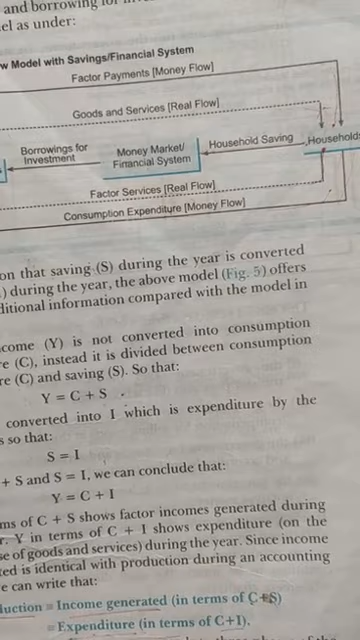 and borrowing for
el as under:
w Model with Savings/Financial System
Factor Payments [Money Flow]
Goods and Services [Real Flow]
Borrowings for
Investment
Money Market/
Financial System
Household Saving
Households
Factor Services [Real Flow]
Consumption Expenditure [Money Flow]
on that saving (S) during the year is converted
) during the year, the above model (Fig. 5) offers
ditional information compared with the model in
come (Y) is not converted into consumption
re (C), instead it is divided between consumption
re (C) and saving (S). So that:
Y = C + S
converted into I which is expenditure by the
s so that:
S = I
+ S and S = I, we can conclude that:
Y = C + I
ms of C + S shows factor incomes generated during
r. Y in terms of C + I shows expenditure (on the
se of goods and services) during the year. Since income
ted is identical with production during an accounting
e can write that:
duction = Income generated (in terms of C+S)
= Expenditure (in terms of C+I).